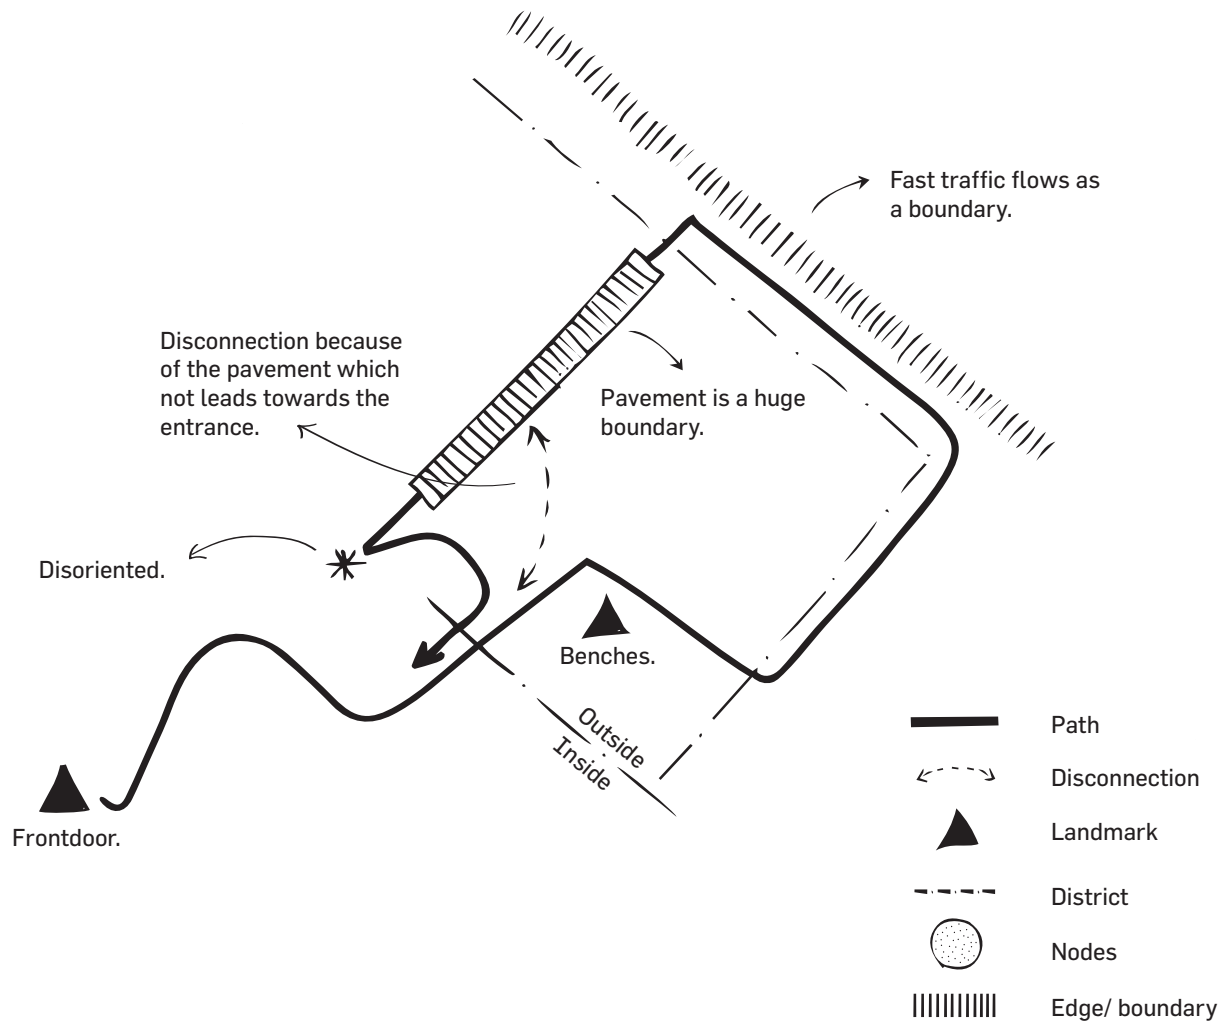 Fast traffic flows as
a boundary.
Disconnection because
of the pavement which
not leads towards the
entrance.
Pavement is a huge
boundary.
Disoriented.
Benches.
Outside
Inside
Frontdoor.
Path
Disconnection
Landmark
District
Nodes
Edge/ boundary